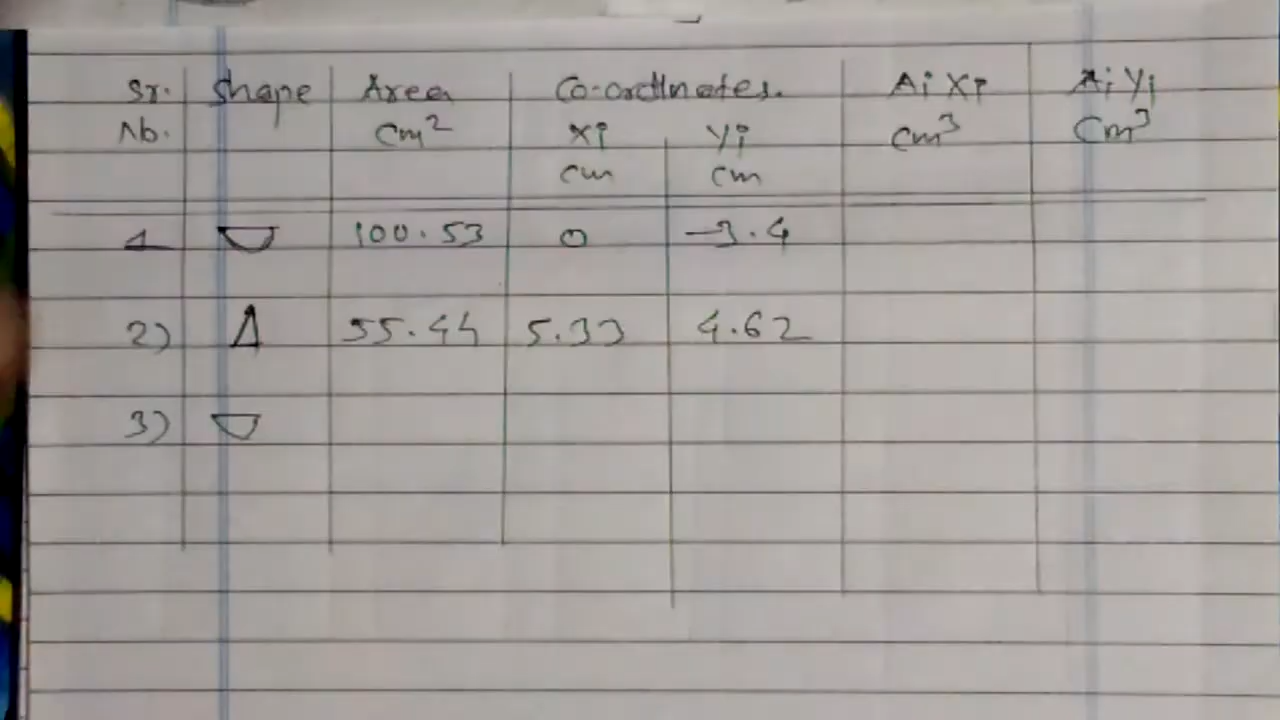 Sr. shape Area Co-ordinates. Ai Xi Ai Yi
No. cm² xi yi cm³ cm³
cm cm
1 100.53 0 -3.4
2) 55.44 5.33 4.62
3)